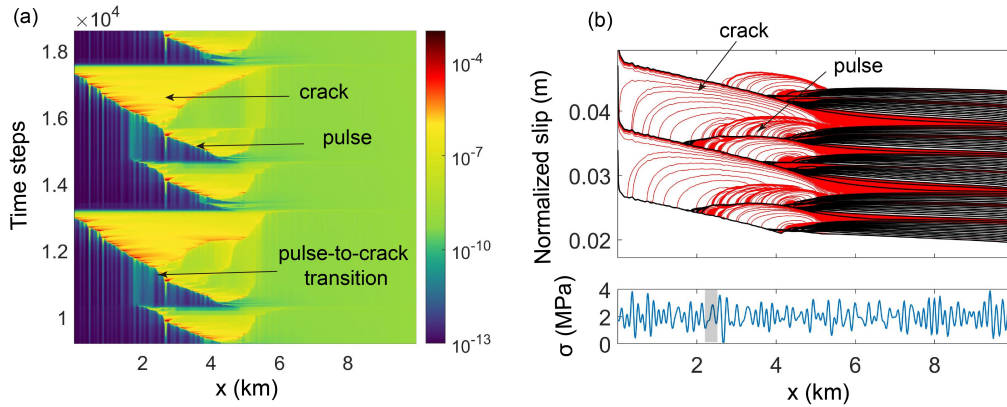 (a)
×10⁴
1.8
1.6
1.4
1.2
1
Time steps
crack
pulse
pulse-to-crack
transition
2
4
6
8
x (km)
10⁻⁴
10⁻⁷
10⁻¹⁰
10⁻¹³
(b)
crack
pulse
0.04
0.03
0.02
Normalized slip (m)
4
2
0
σ (MPa)
2
4
6
8
x (km)